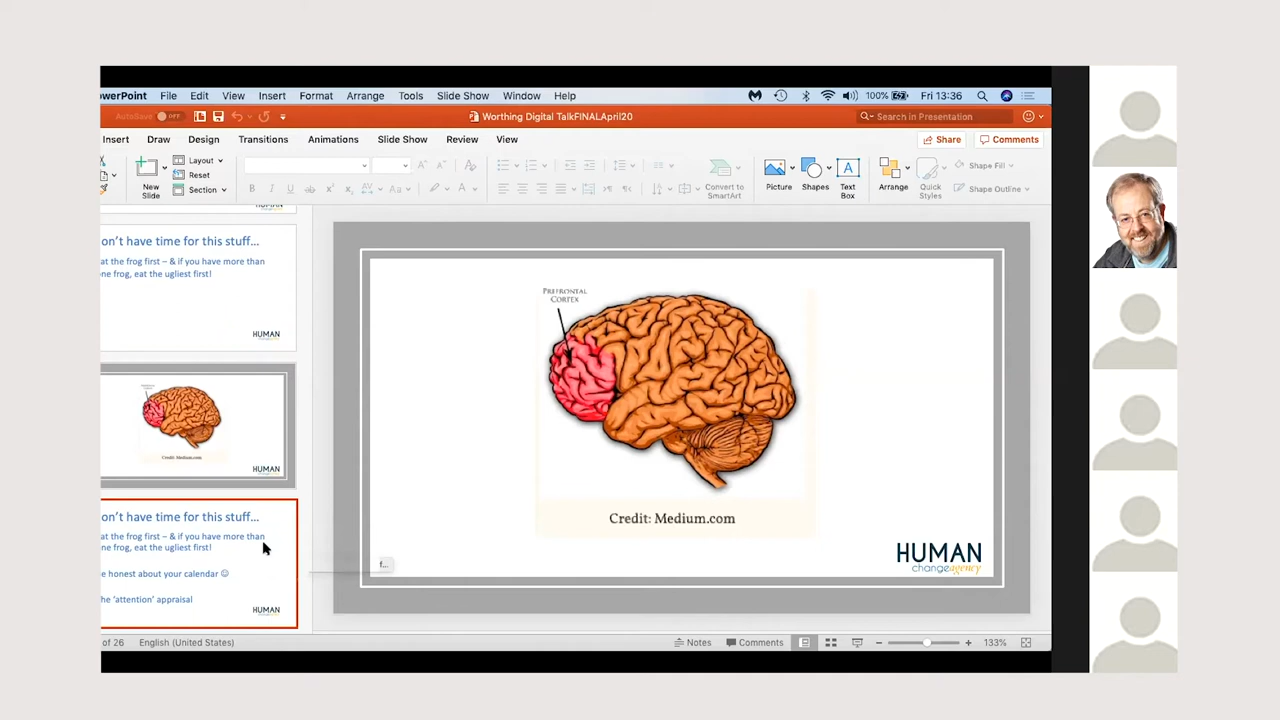 owerPoint File Edit View Insert Format Arrange Tools Slide Show Window Help 100% Fri 13:36
AutoSave OFF Worthing Digital TalkFINALApril20 Search in Presentation
Insert Draw Design Transitions Animations Slide Show Review View Share Comments
New Slide
Layout
Reset
Section
Convert to SmartArt
Picture
Shapes
Text Box
Arrange
Quick Styles
Shape Fill
Shape Outline
HUMAN
on't have time for this stuff...
at the frog first – & if you have more than
ne frog, eat the ugliest first!
HUMAN
Credit: Medium.com
HUMAN
on't have time for this stuff...
at the frog first – & if you have more than
ne frog, eat the ugliest first!
e honest about your calendar ☺
he 'attention' appraisal
HUMAN
PREFRONTAL
CORTEX
Credit: Medium.com
HUMAN
changeagency
f...
of 26 English (United States) Notes Comments 133%